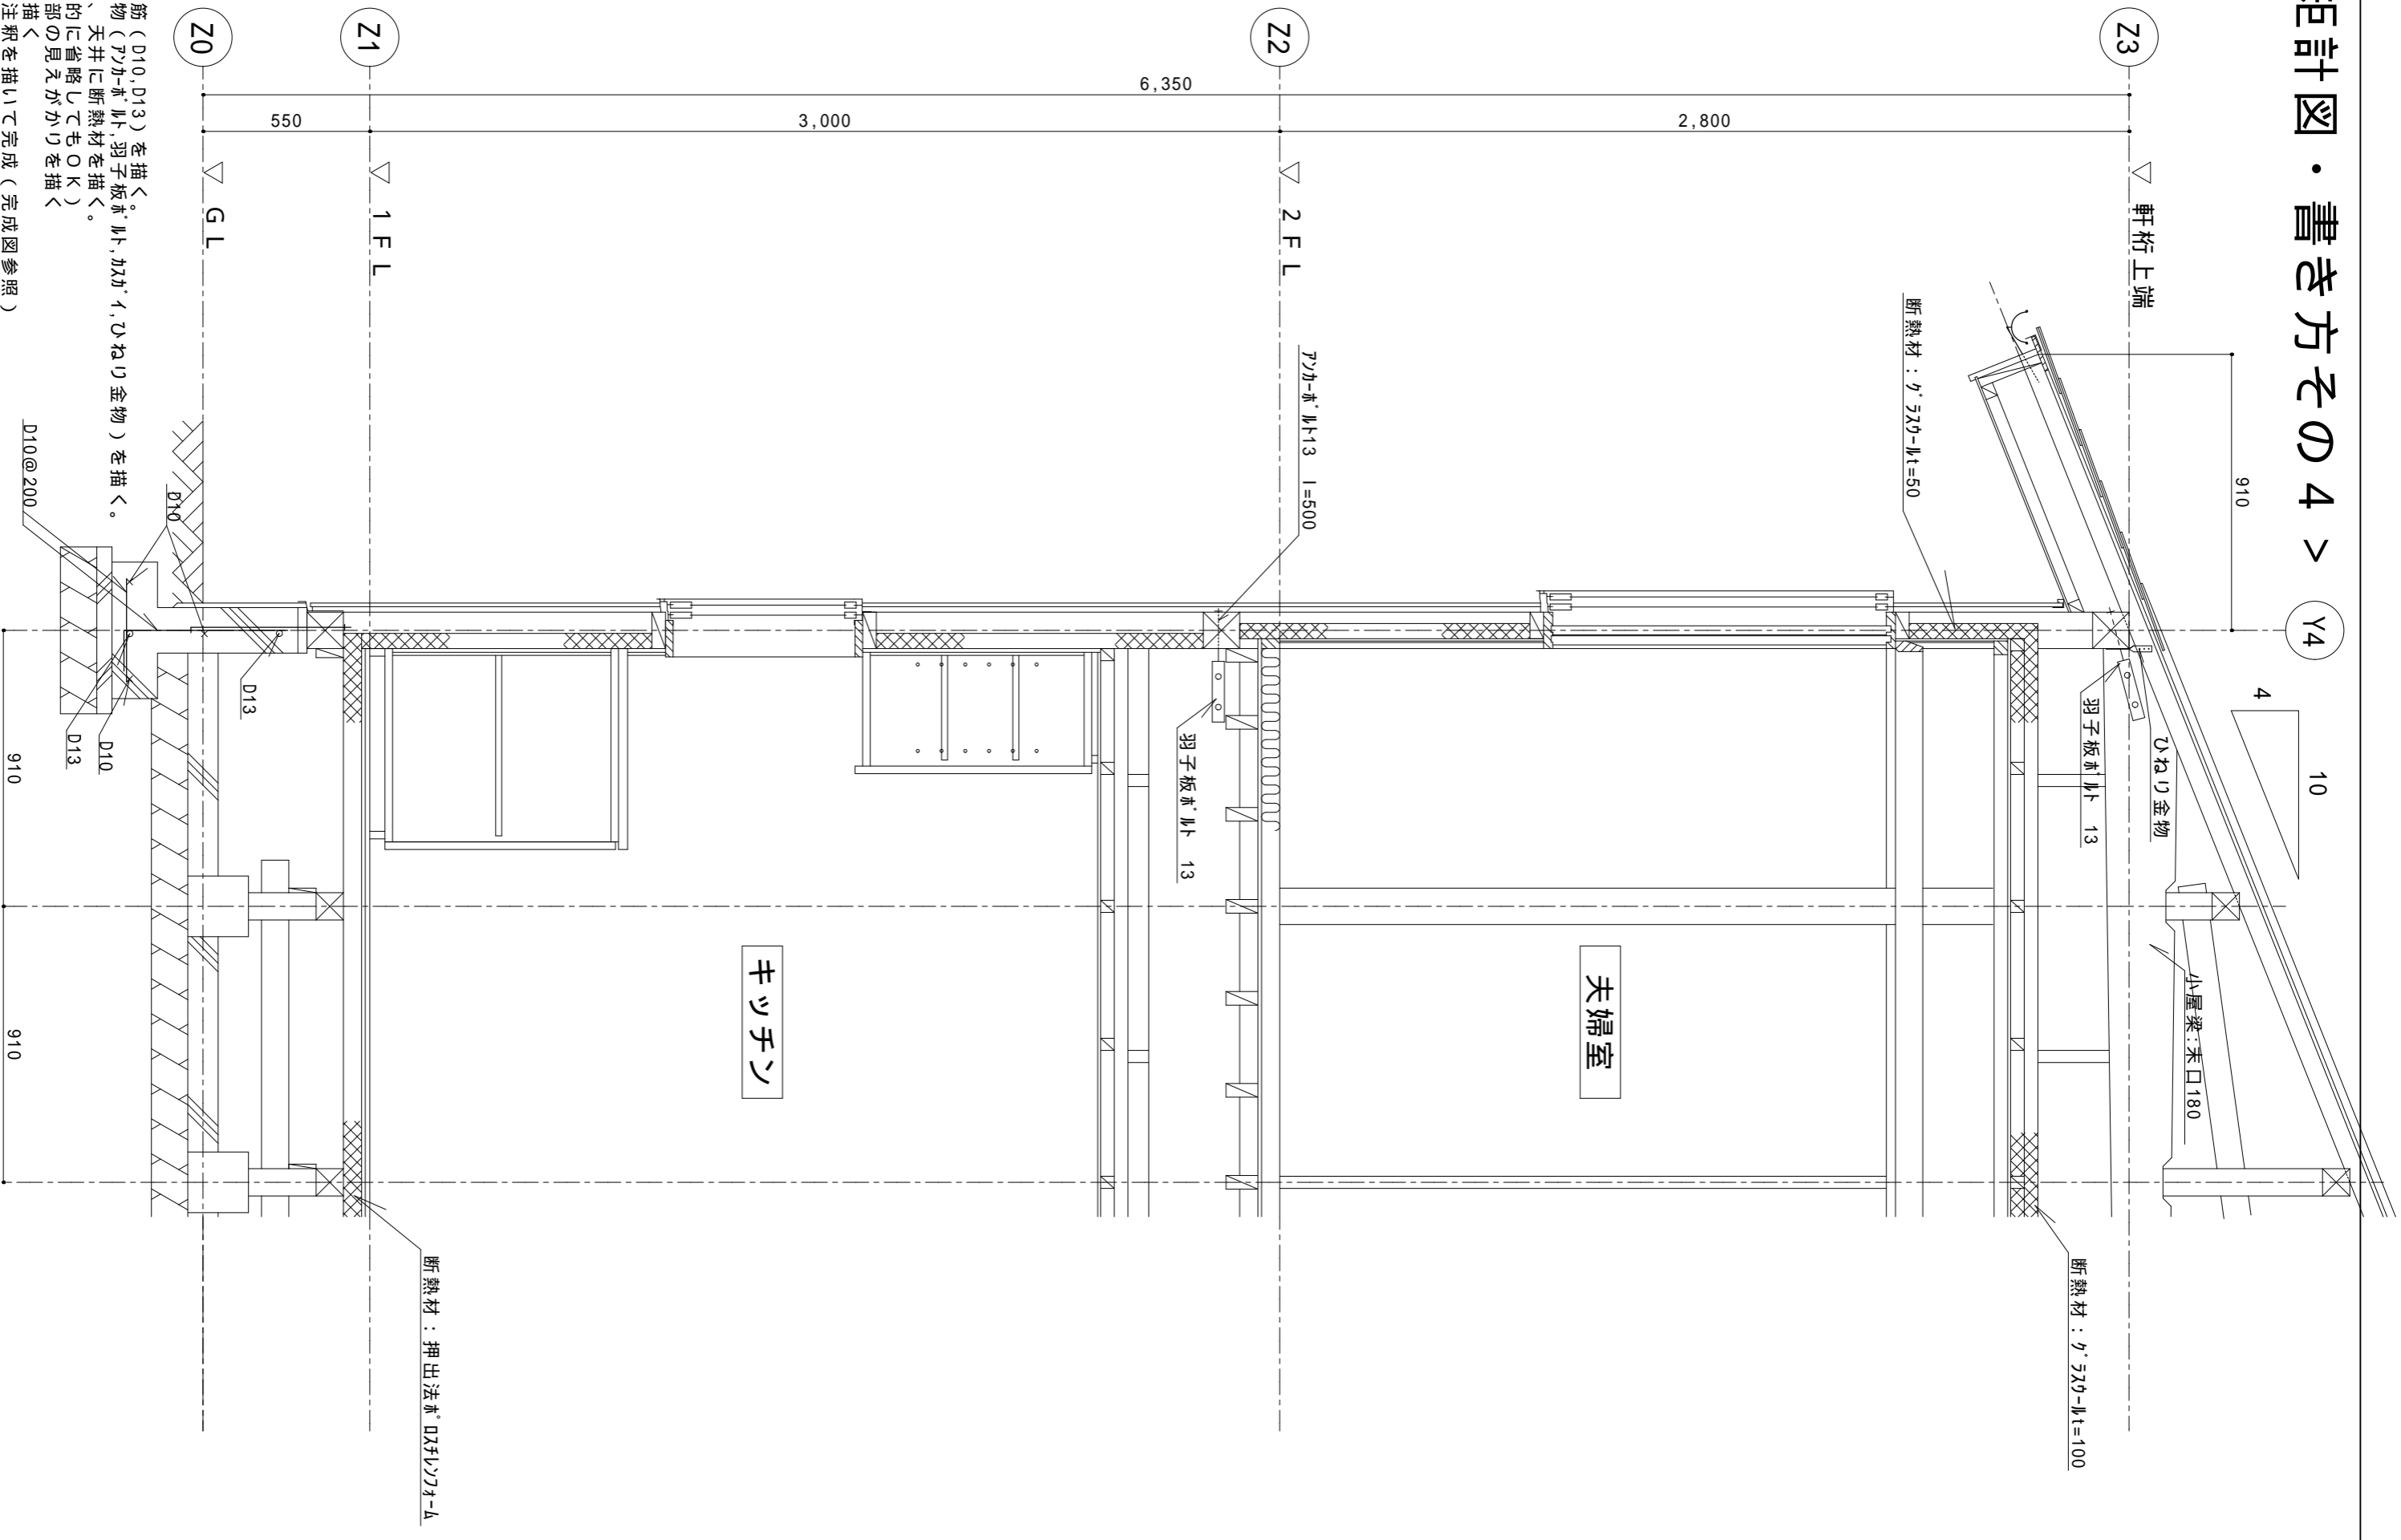 矩計図・書き方その４＞
Z3
Z2
Z1
Z0
6,350
2,800
3,000
550
軒桁上端
２ＦＬ
１ＦＬ
ＧＬ
910
Y4
4
10
断熱材：ｸﾞﾗｽｳｰﾙt=50
ひねり金物
羽子板ﾎﾞﾙﾄ 13
小屋梁:末口180
断熱材：ｸﾞﾗｽｳｰﾙt=100
夫婦室
ｱﾝｶｰﾎﾞﾙﾄ13 l=500
羽子板ﾎﾞﾙﾄ 13
キッチン
断熱材：押出法ﾎﾟﾛｽﾁﾚﾝﾌｫｰﾑ
D10
D10@200
D13
D10
D13
910
910
筋（D10,D13）を描く。
物（ｱﾝｶｰﾎﾞﾙﾄ,羽子板ﾎﾞﾙﾄ,ｶｽｶﾞｲ,ひねり金物）を描く。
、天井に断熱材を描く。
的に省略してもＯＫ）
部の見えがかりを描く
描く
注釈を描いて完成（完成図参照）